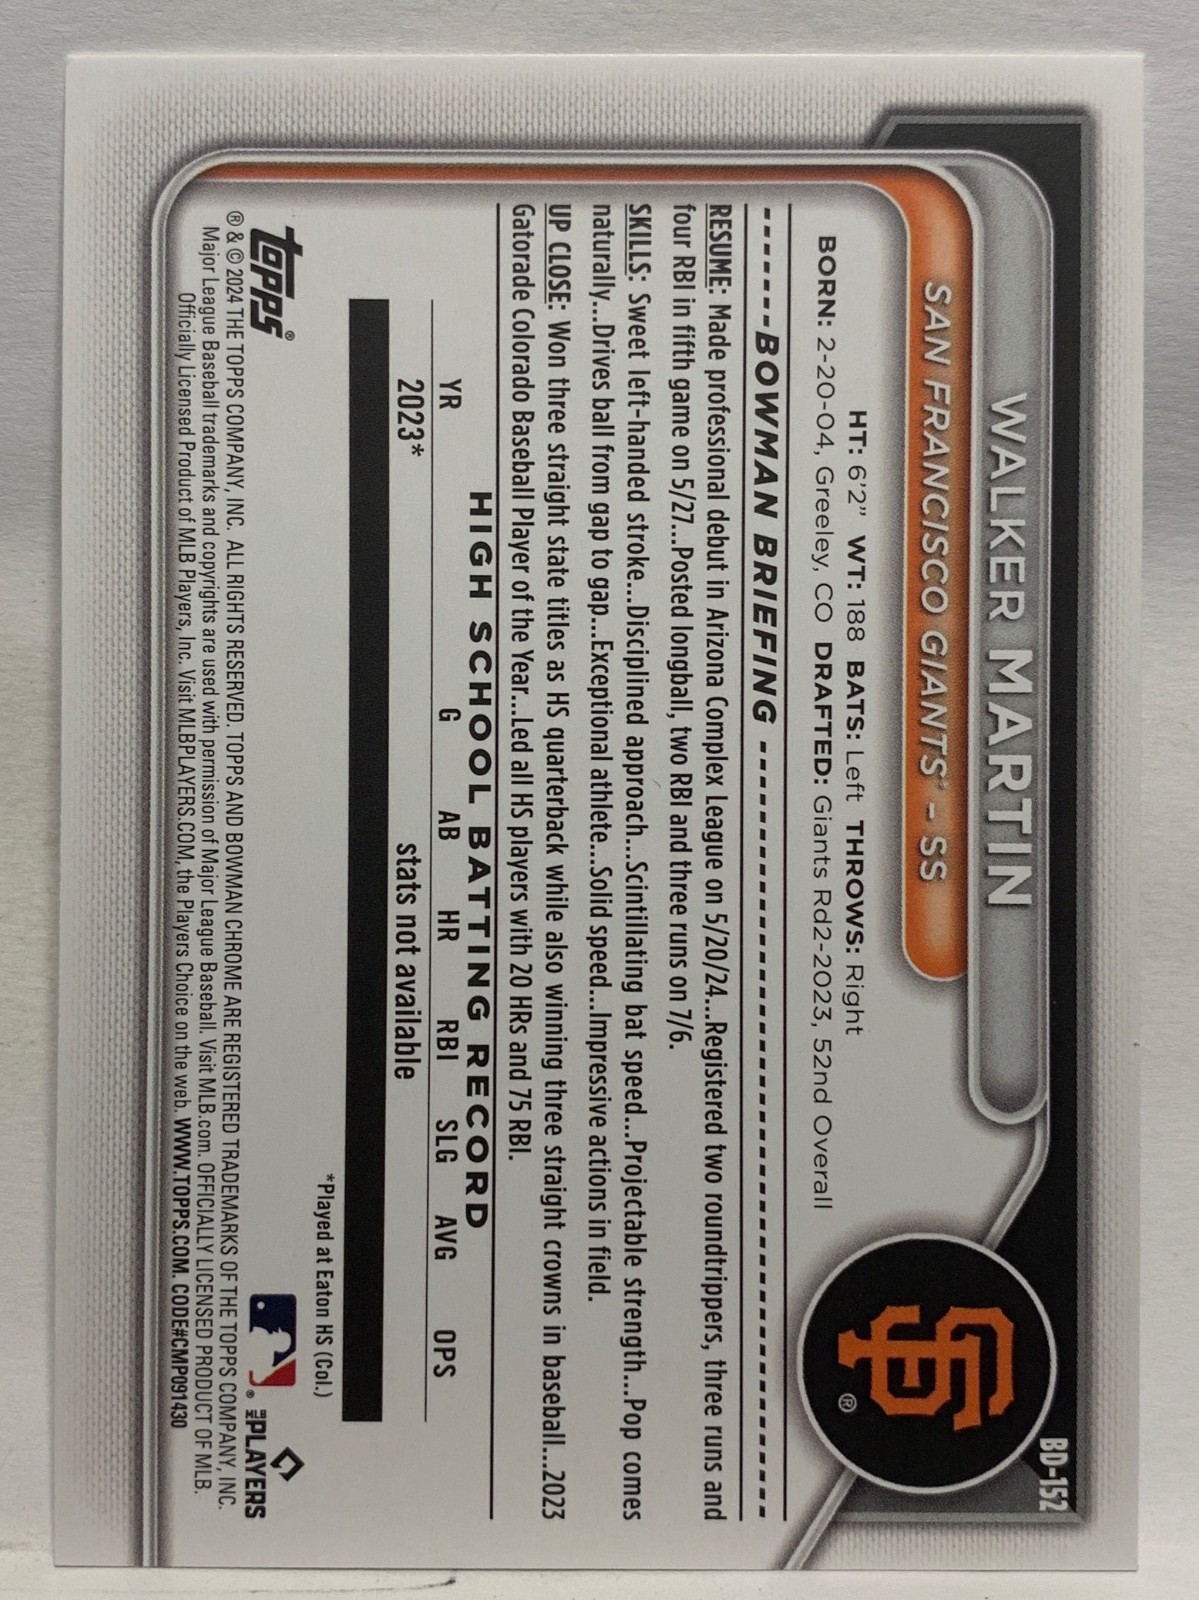 BD-152
WALKER MARTIN
SAN FRANCISCO GIANTS® - SS
HT: 6'2" WT: 188 BATS: Left THROWS: Right
BORN: 2-20-04, Greeley, CO DRAFTED: Giants Rd2-2023, 52nd Overall
SF®
------BOWMAN BRIEFING ------
RESUME: Made professional debut in Arizona Complex League on 5/20/24...Registered two roundtrippers, three runs and
four RBI in fifth game on 5/27...Posted longball, two RBI and three runs on 7/6.
SKILLS: Sweet left-handed stroke...Disciplined approach...Scintillating bat speed...Projectable strength...Pop comes
naturally...Drives ball from gap to gap...Exceptional athlete...Solid speed...Impressive actions in field.
UP CLOSE: Won three straight state titles as HS quarterback while also winning three straight crowns in baseball...2023
Gatorade Colorado Baseball Player of the Year...Led all HS players with 20 HRs and 75 RBI.
HIGH SCHOOL BATTING RECORD
YR G AB HR RBI SLG AVG OPS
2023* stats not available
*Played at Eaton HS (Col.)
topps®
MLB PLAYERS
® & © 2024 THE TOPPS COMPANY, INC. ALL RIGHTS RESERVED. TOPPS AND BOWMAN CHROME ARE REGISTERED TRADEMARKS OF THE TOPPS COMPANY, INC.
Major League Baseball trademarks and copyrights are used with permission of Major League Baseball. Visit MLB.com. OFFICIALLY LICENSED PRODUCT OF MLB.
Officially Licensed Product of MLB Players, Inc. Visit MLBPLAYERS.COM, the Players Choice on the web. WWW.TOPPS.COM. CODE#CMP091430